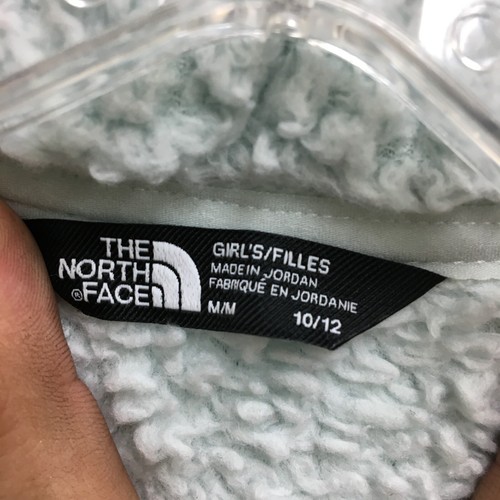 THE
NORTH
®FACE
GIRL'S/FILLES
MADE IN JORDAN
FABRIQUÉ EN JORDANIE
M/M
10/12